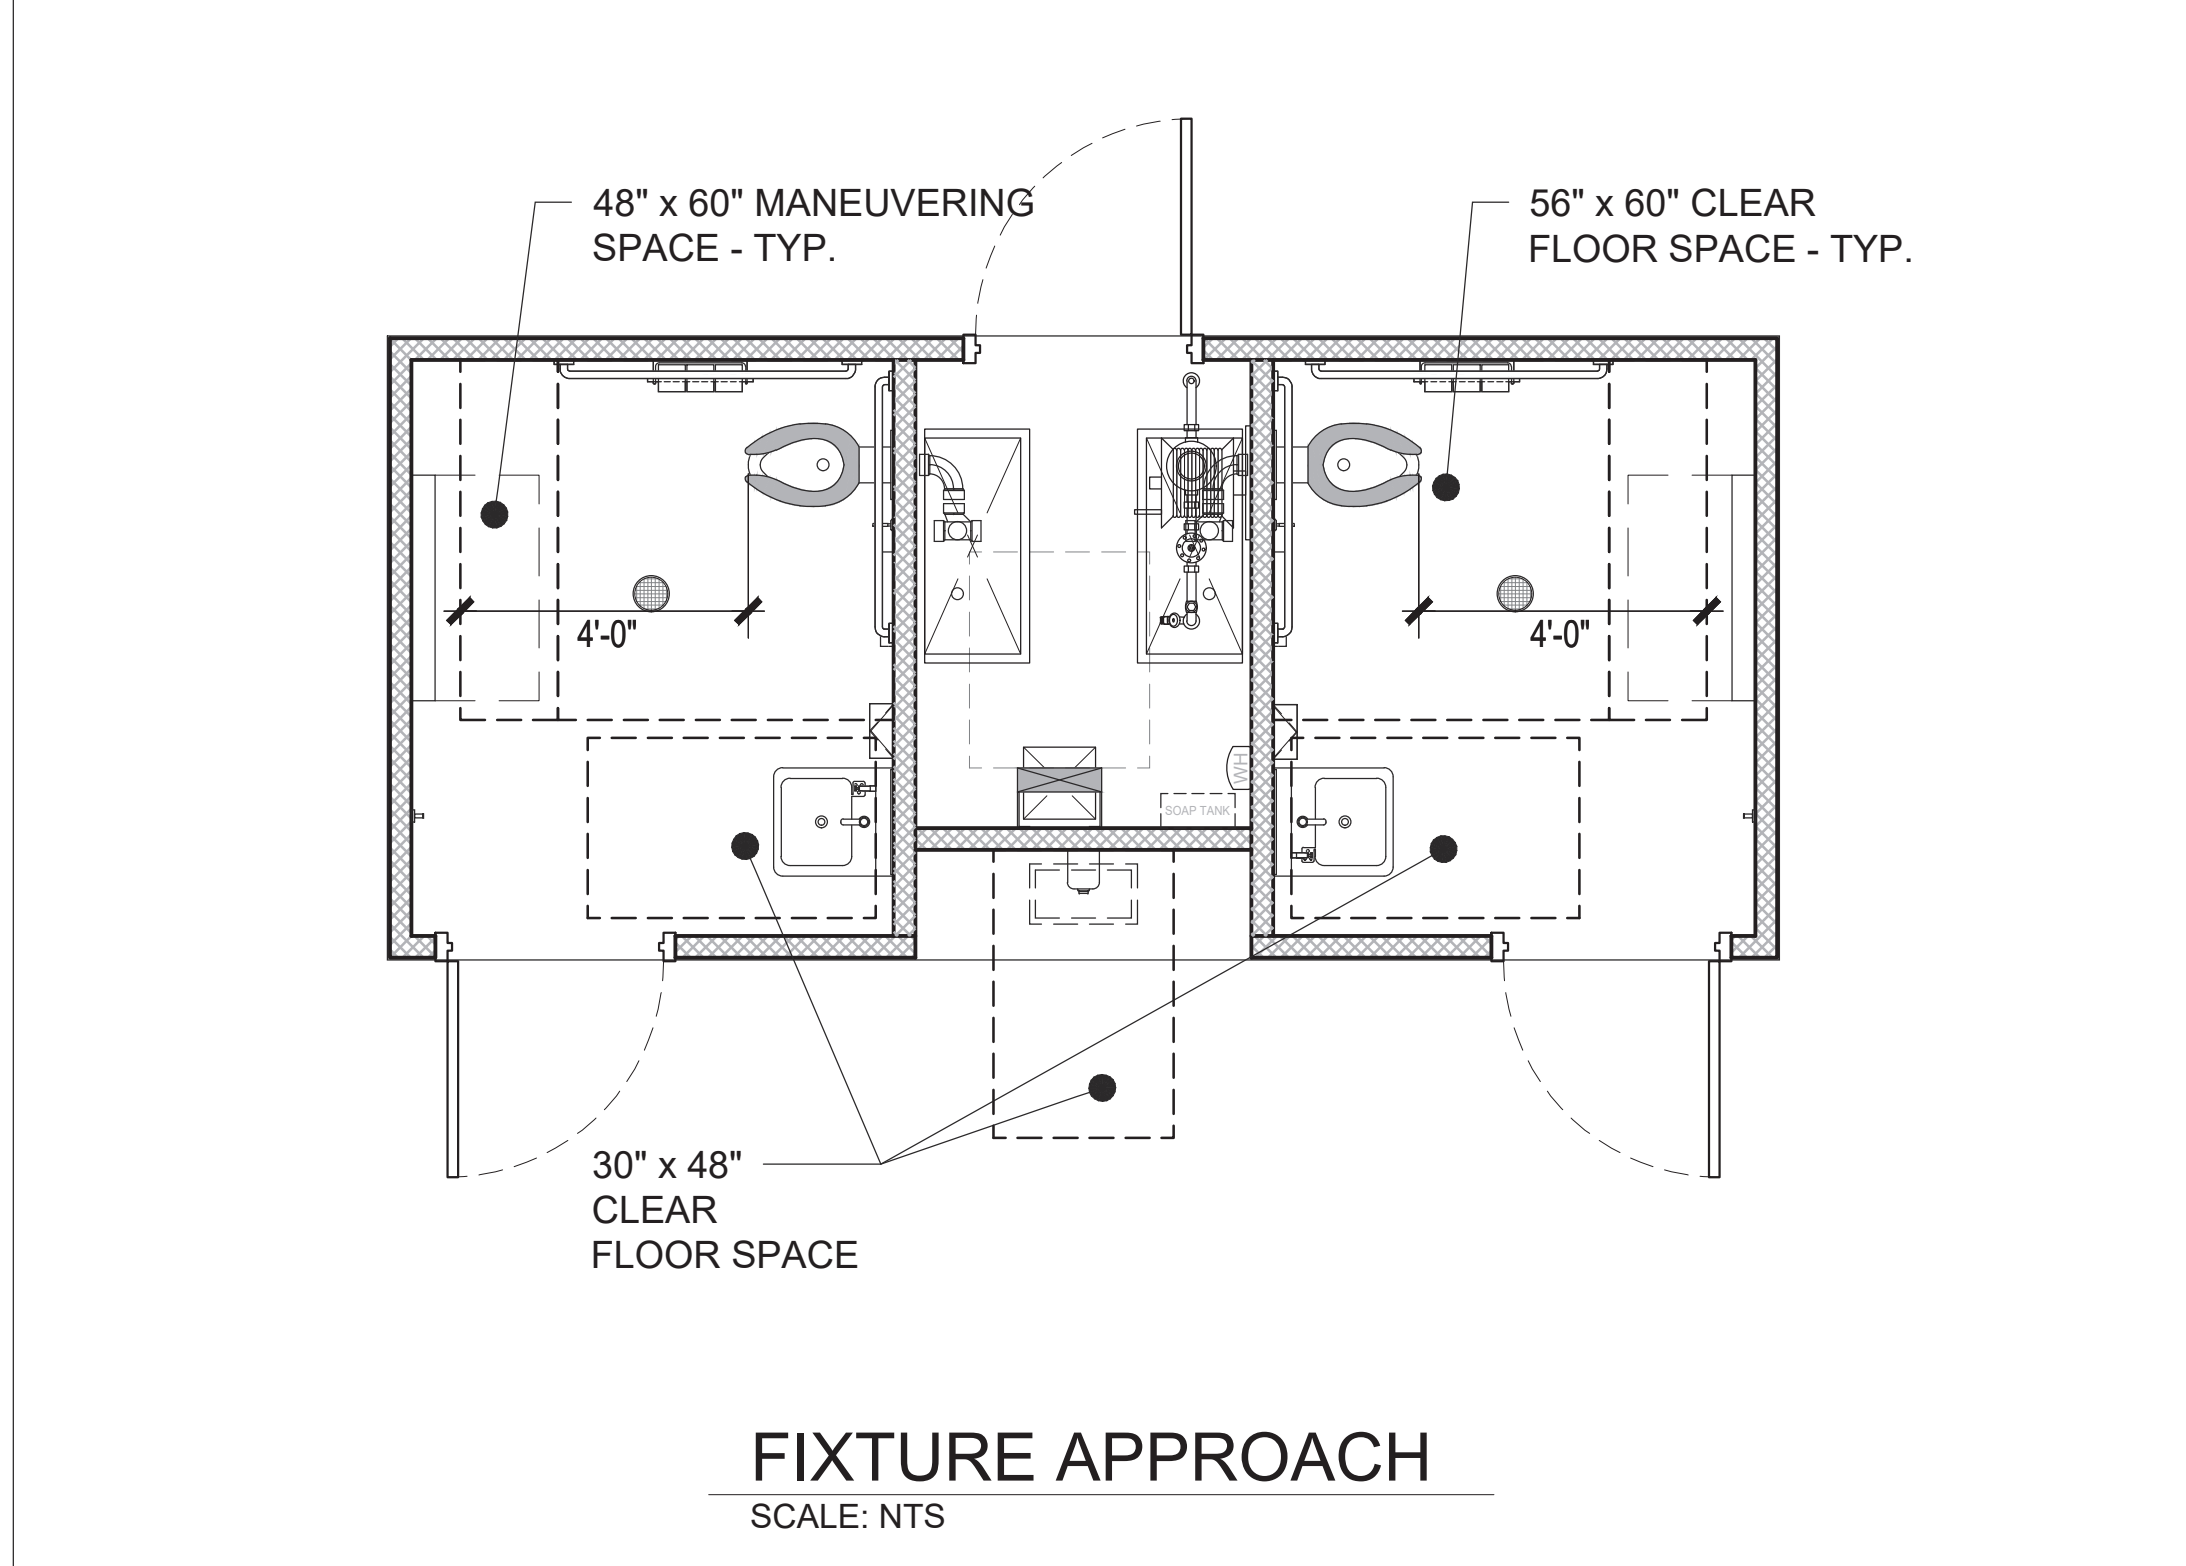 48" x 60" MANEUVERING
SPACE - TYP.
56" x 60" CLEAR
FLOOR SPACE - TYP.
4'-0"
4'-0"
WH
SOAP TANK
30" x 48"
CLEAR
FLOOR SPACE
FIXTURE APPROACH
SCALE: NTS